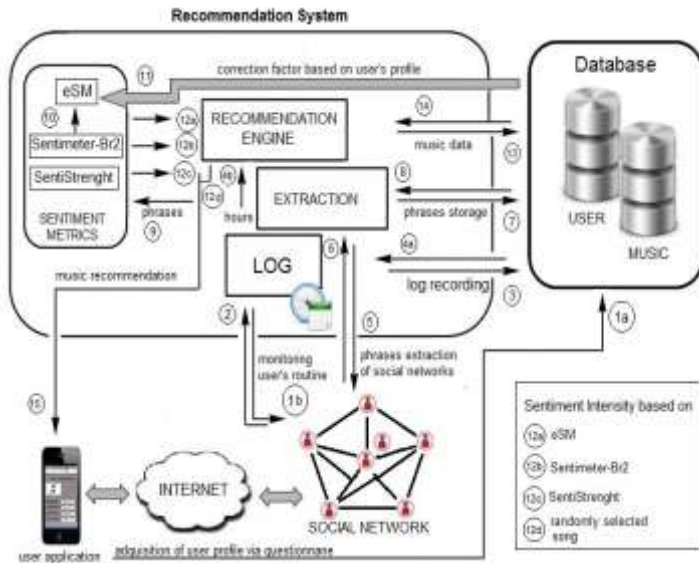 Recommendation System
11
correction factor based on user's profile
eSM
10
Sentimeter-Br2
SentiStrenght
SENTIMENT
METRICS
12a
12b
12c
12d
RECOMMENDATION
ENGINE
14
music data
13
phrases
9
4b
hours
EXTRACTION
8
phrases storage
7
music recommendation
LOG
6
4a
log recording
3
Database
USER
MUSIC
1a
2
monitoring
user's routine
1b
5
phrases extraction
of social networks
15
INTERNET
SOCIAL NETWORK
user application
adquisition of user profile via questionnarie
Sentiment Intensity based on
12a eSM
12b Sentimeter-Br2
12c SentiStrenght
12d randomly selected
song